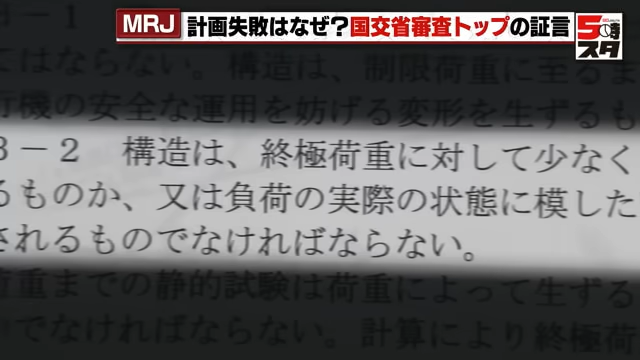 MRJ 計画失敗はなぜ?国交省審査トップの証言
5時スタ
3-1
てはならない。構造は、制限荷重に至るま
行機の安全な運用を妨げる変形を生ずるも
3-2 構造は、終極荷重に対して少なく
るものか、又は負荷の実際の状態に模した
されるものでなければならない。
荷重までの静的試験は荷重によって生ずる
でなければならない。計算により終極荷